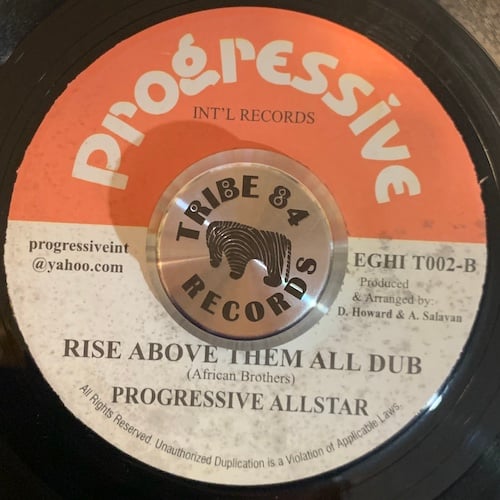 progressive
INT'L RECORDS
TRIBE 84
RECORDS
progressiveint
@yahoo.com
EGHI T002-B
Produced
& Arranged by:
D. Howard & A. Salavan
RISE ABOVE THEM ALL DUB
(African Brothers)
PROGRESSIVE ALLSTAR
All Rights Reserved. Unauthorized Duplication is a Violation of Applicable Laws.